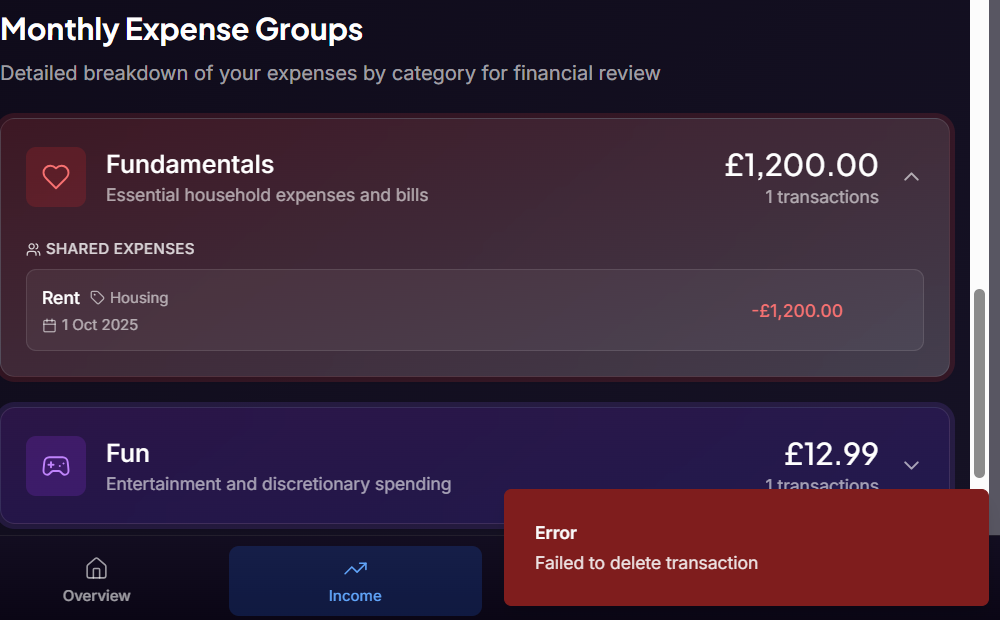 Monthly Expense Groups
Detailed breakdown of your expenses by category for financial review
Fundamentals
Essential household expenses and bills
£1,200.00
1 transactions
SHARED EXPENSES
Rent Housing
1 Oct 2025
-£1,200.00
Fun
Entertainment and discretionary spending
£12.99
1 transactions
Error
Failed to delete transaction
Overview
Income